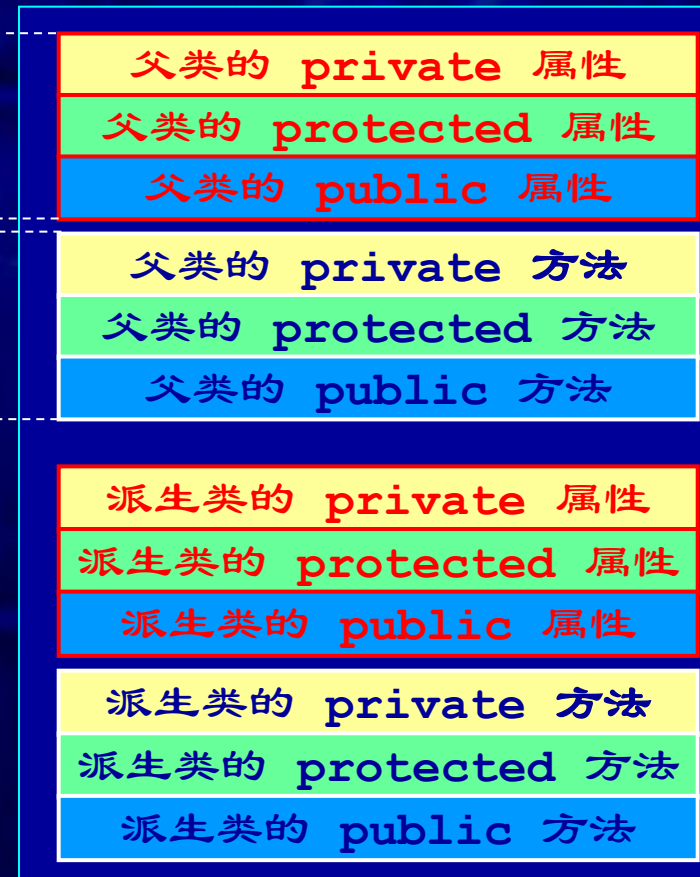 父类的 private 属性
父类的 protected 属性
父类的 public 属性
父类的 private 方法
父类的 protected 方法
父类的 public 方法
派生类的 private 属性
派生类的 protected 属性
派生类的 public 属性
派生类的 private 方法
派生类的 protected 方法
派生类的 public 方法